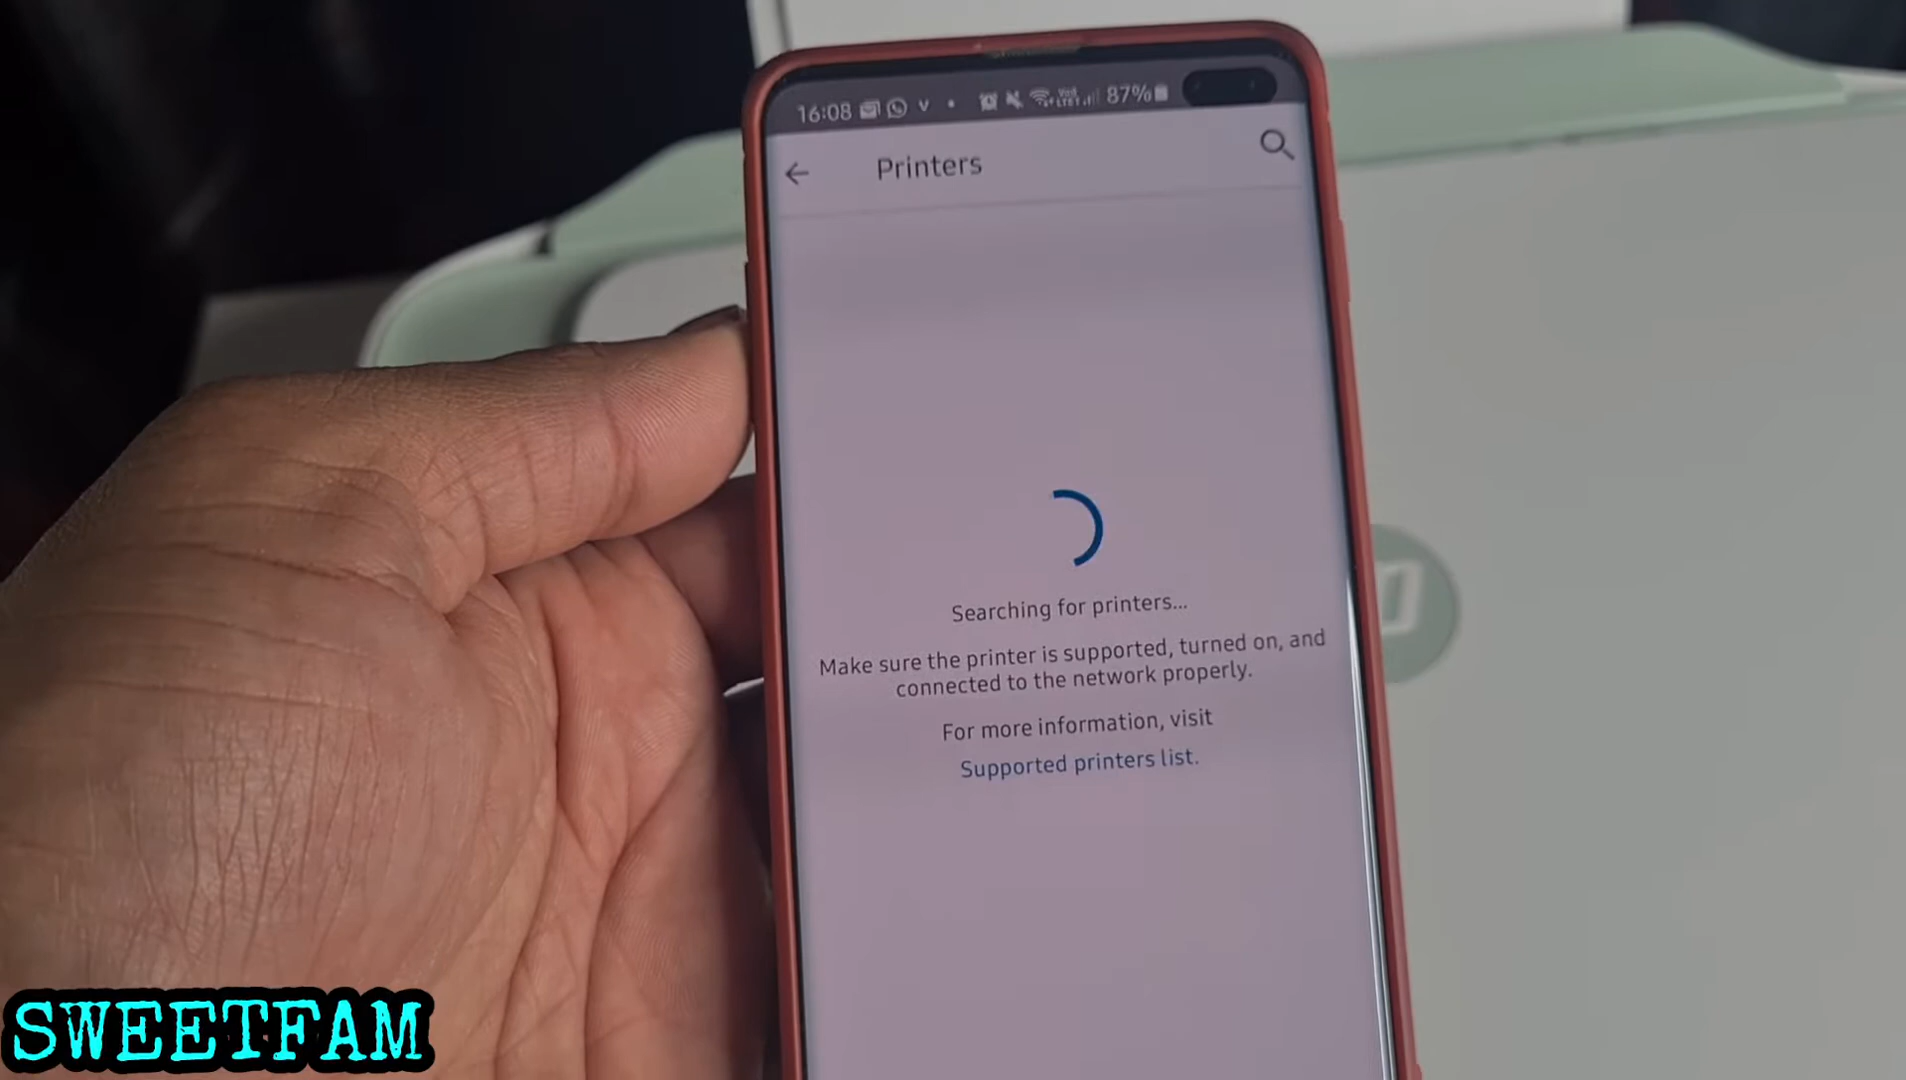 16:08 87%
Printers
Searching for printers...
Make sure the printer is supported, turned on, and
connected to the network properly.
For more information, visit
Supported printers list.
SWEETFAM